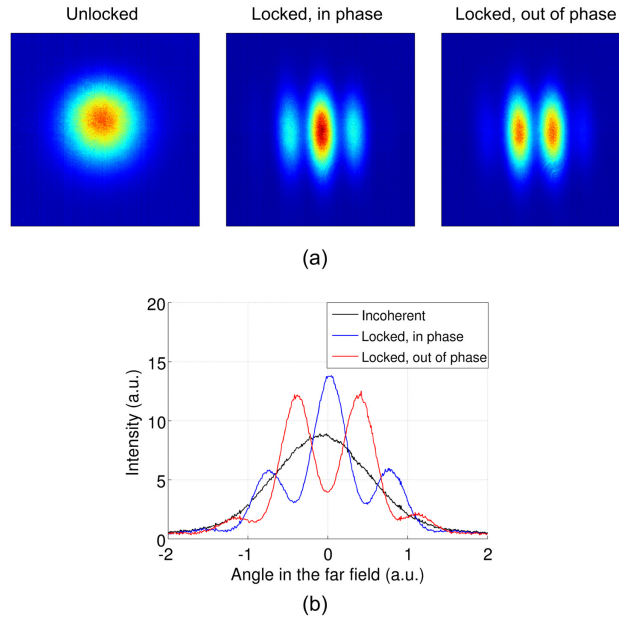 Unlocked
Locked, in phase
Locked, out of phase
(a)
20
15
10
5
0
-2
-1
0
1
2
Intensity (a.u.)
Angle in the far field (a.u.)
Incoherent
Locked, in phase
Locked, out of phase
(b)